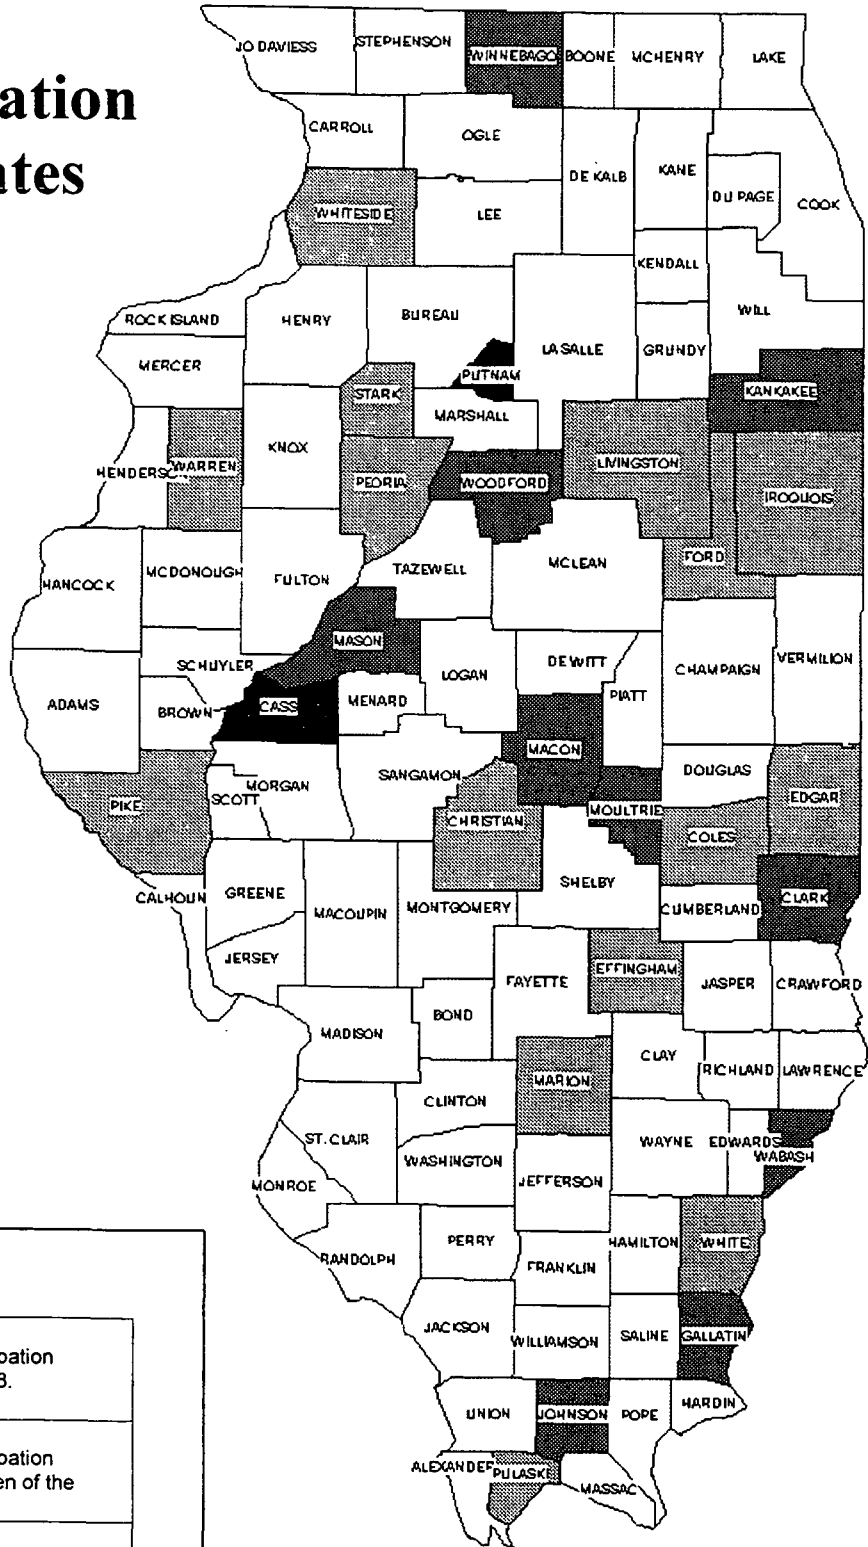 ation
ates
JO DAVIESS
STEPHENSON
WINNEBAGO
BOONE
MCHENRY
LAKE
CARROLL
OGLE
DE KALB
KANE
DU PAGE
COOK
WHITESIDE
LEE
KENDALL
ROCK ISLAND
HENRY
BUREAU
LA SALLE
GRUNDY
WILL
MERCER
PUTNAM
KANKAKEE
STARK
MARSHALL
HENDERSO
WARREN
KNOX
PEORIA
WOODFORD
LIVINGSTON
IROQUOIS
FORD
HANCOCK
MCDONOUGH
FULTON
TAZEWELL
MCLEAN
SCHUYLER
MASON
LOGAN
DE WITT
PIATT
CHAMPAIGN
VERMILION
ADAMS
BROWN
CASS
MENARD
MACON
DOUGLAS
PIKE
SCOTT
MORGAN
SANGAMON
CHRISTIAN
MOULTRIE
COLES
EDGAR
CALHOUN
GREENE
MACOUPIN
MONTGOMERY
SHELBY
CUMBERLAND
CLARK
JERSEY
FAYETTE
EFFINGHAM
JASPER
CRAWFORD
MADISON
BOND
MARION
CLAY
RICHLAND
LAWRENCE
CLINTON
ST. CLAIR
WASHINGTON
WAYNE
EDWARDS
WABASH
MONROE
JEFFERSON
RANDOLPH
PERRY
FRANKLIN
HAMILTON
WHITE
JACKSON
WILLIAMSON
SALINE
GALLATIN
UNION
JOHNSON
POPE
HARDIN
ALEXANDER
PULASKI
MASSAC
pation
3.
pation
en of the